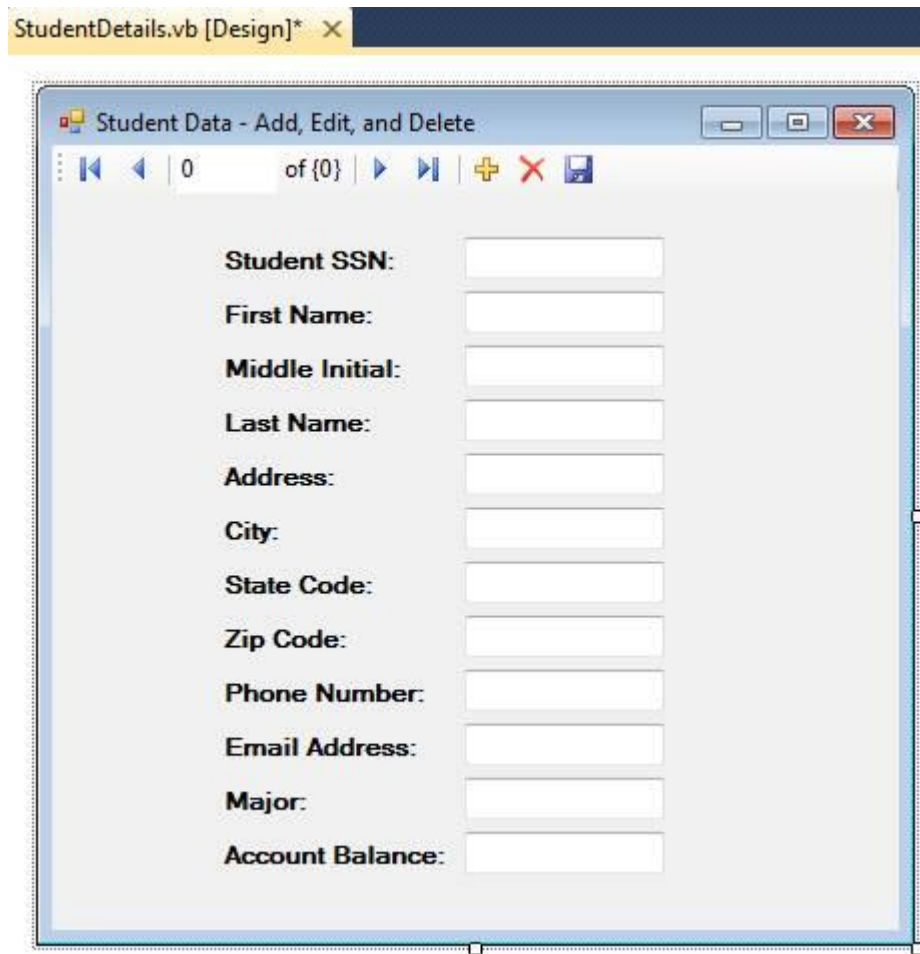 StudentDetails.vb [Design]*
Student Data - Add, Edit, and Delete
0 of {0}
Student SSN:
First Name:
Middle Initial:
Last Name:
Address:
City:
State Code:
Zip Code:
Phone Number:
Email Address:
Major:
Account Balance: